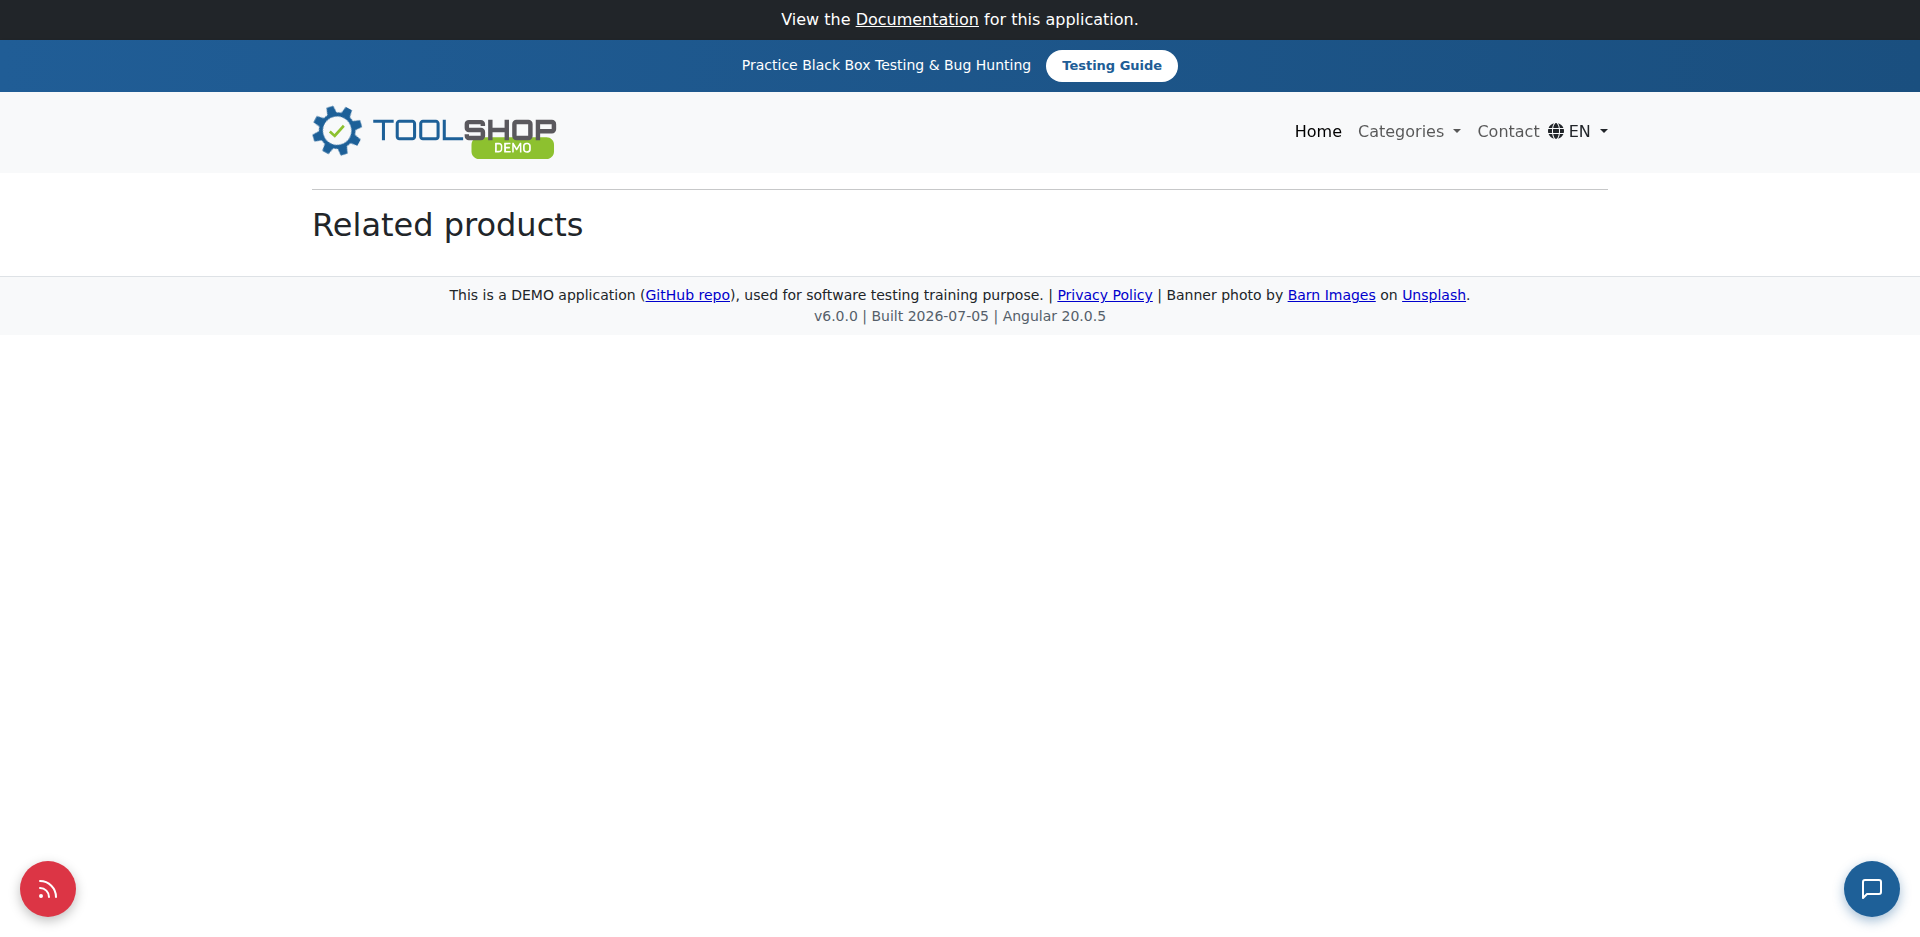 View the Documentation for this application.
Practice Black Box Testing & Bug Hunting Testing Guide
TOOLSHOP
DEMO
Home Categories Contact EN
Related products
This is a DEMO application (GitHub repo), used for software testing training purpose. | Privacy Policy | Banner photo by Barn Images on Unsplash.
v6.0.0 | Built 2026-07-05 | Angular 20.0.5